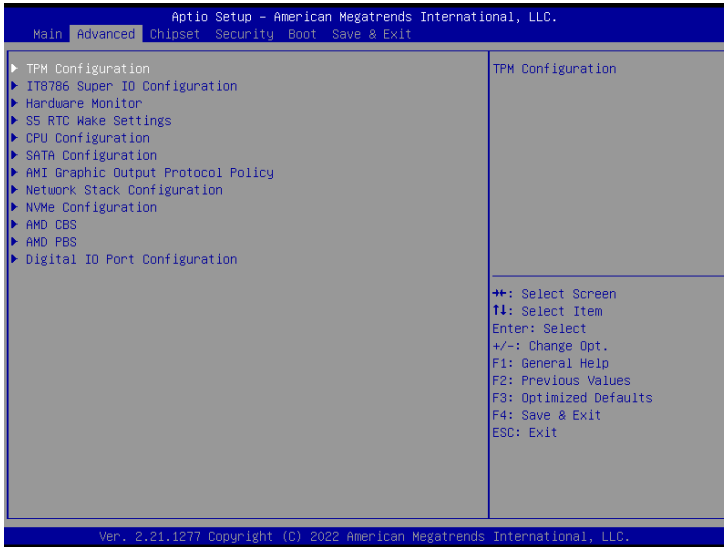 Aptio Setup – American Megatrends International, LLC.
Main Advanced Chipset Security Boot Save & Exit
▶ TPM Configuration
▶ IT8786 Super IO Configuration
▶ Hardware Monitor
▶ S5 RTC Wake Settings
▶ CPU Configuration
▶ SATA Configuration
▶ AMI Graphic Output Protocol Policy
▶ Network Stack Configuration
▶ NVMe Configuration
▶ AMD CBS
▶ AMD PBS
▶ Digital IO Port Configuration
TPM Configuration
→←: Select Screen
↑↓: Select Item
Enter: Select
+/-: Change Opt.
F1: General Help
F2: Previous Values
F3: Optimized Defaults
F4: Save & Exit
ESC: Exit
Ver. 2.21.1277 Copyright (C) 2022 American Megatrends International, LLC.